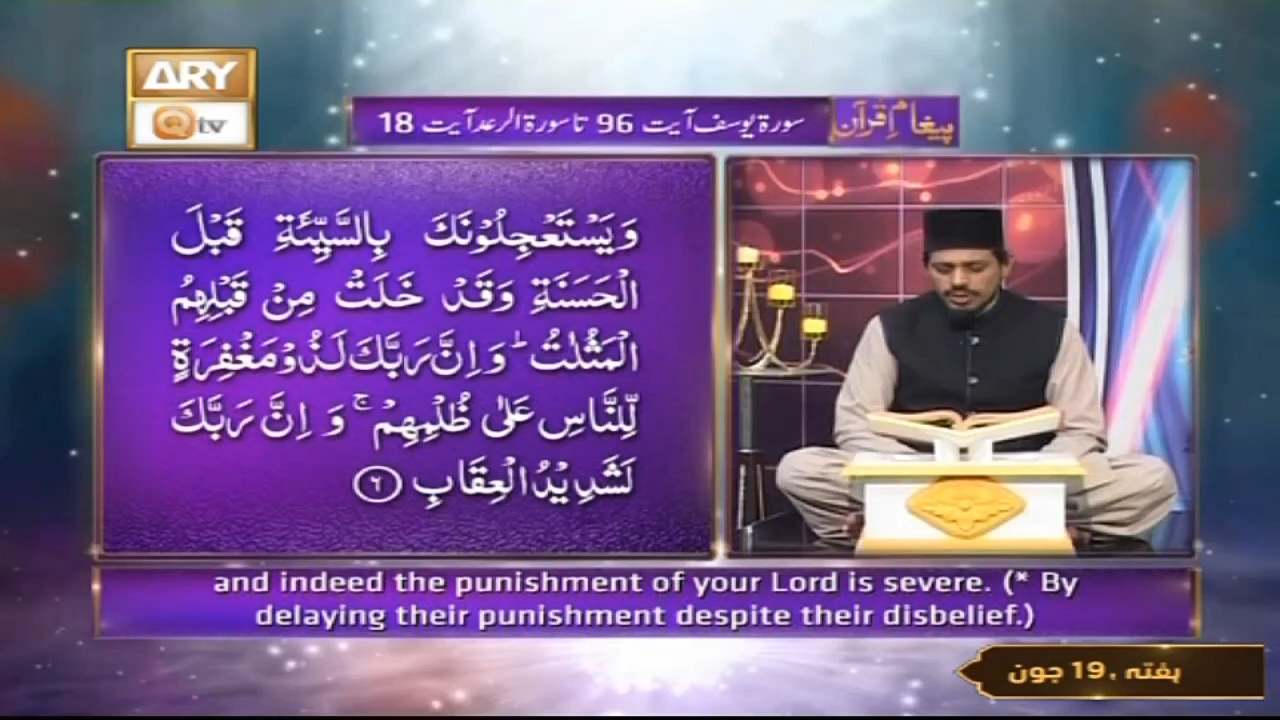 ARY
Qtv
پیغامِ قرآن
سورۃ یوسف آیت 96 تا سورۃ الرعد آیت 18
وَيَسْتَعْجِلُوْنَكَ بِالسَّيِّئَةِ قَبْلَ
الْحَسَنَةِ وَقَدْ خَلَتْ مِنْ قَبْلِهِمُ
الْمَثُلٰتُ ؕ وَاِنَّ رَبَّكَ لَذُوْ مَغْفِرَةٍ
لِّلنَّاسِ عَلٰى ظُلْمِهِمْ ۚ وَ اِنَّ رَبَّكَ
لَشَدِيْدُ الْعِقَابِ ۶
and indeed the punishment of your Lord is severe. (* By
delaying their punishment despite their disbelief.)
ہفتہ ، 19 جون